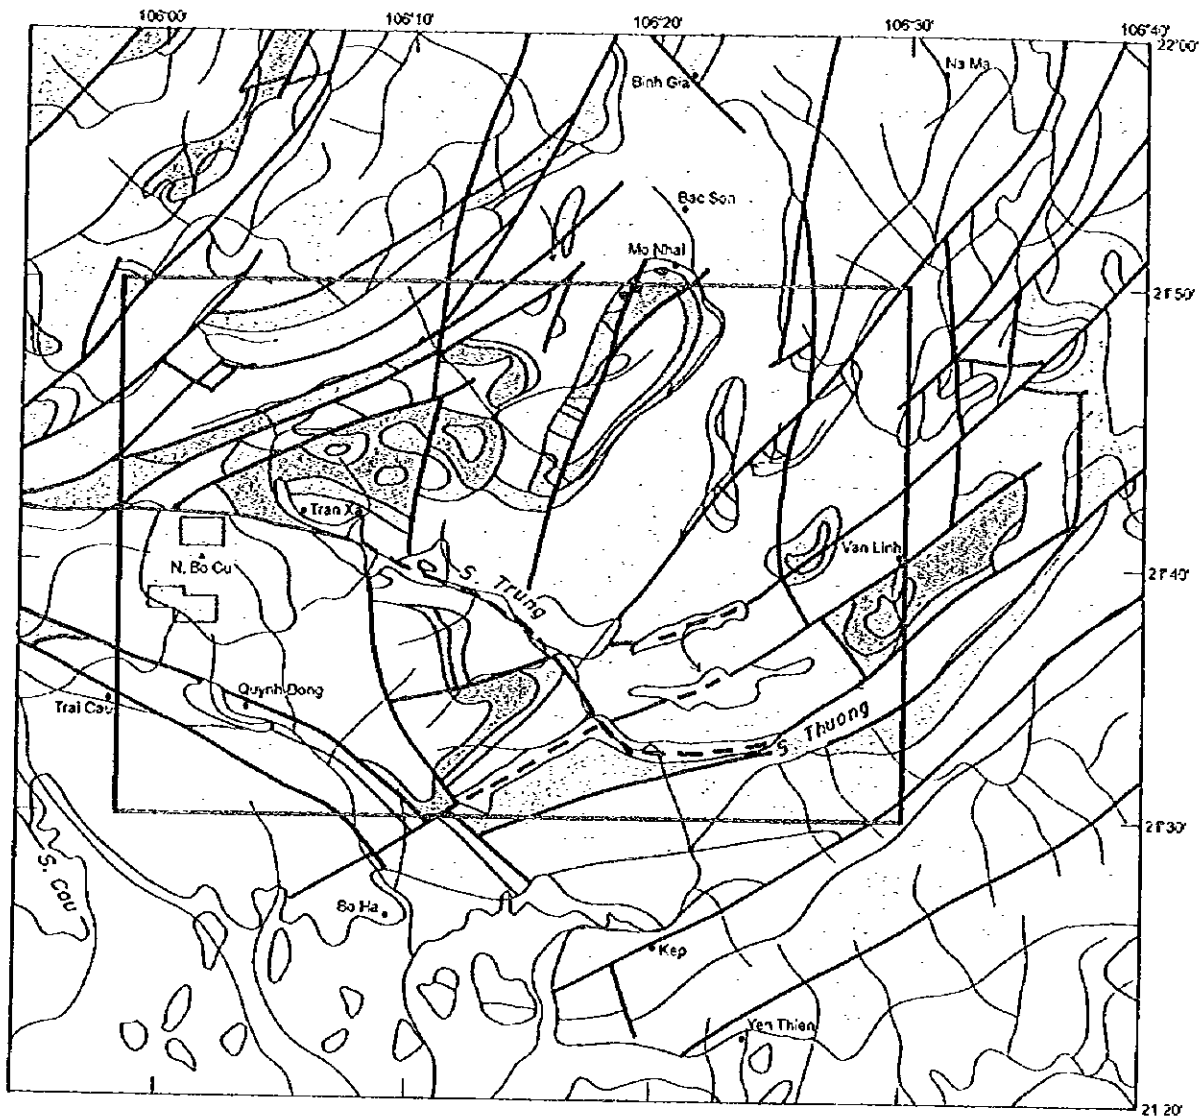 106°00'
106°10'
106°20'
106°30'
106°40'
22°00'
Na Ma
Binh Gia
Bac Son
Mo Nhai
21°50'
Tran Xa
Van Linh
N. Bo Cu
S. Trung
21°40'
Quynh Dong
Trai Cau
S. Thuong
21°30'
S. Cau
Bo Ha
Kep
Yen Thien
21°20'